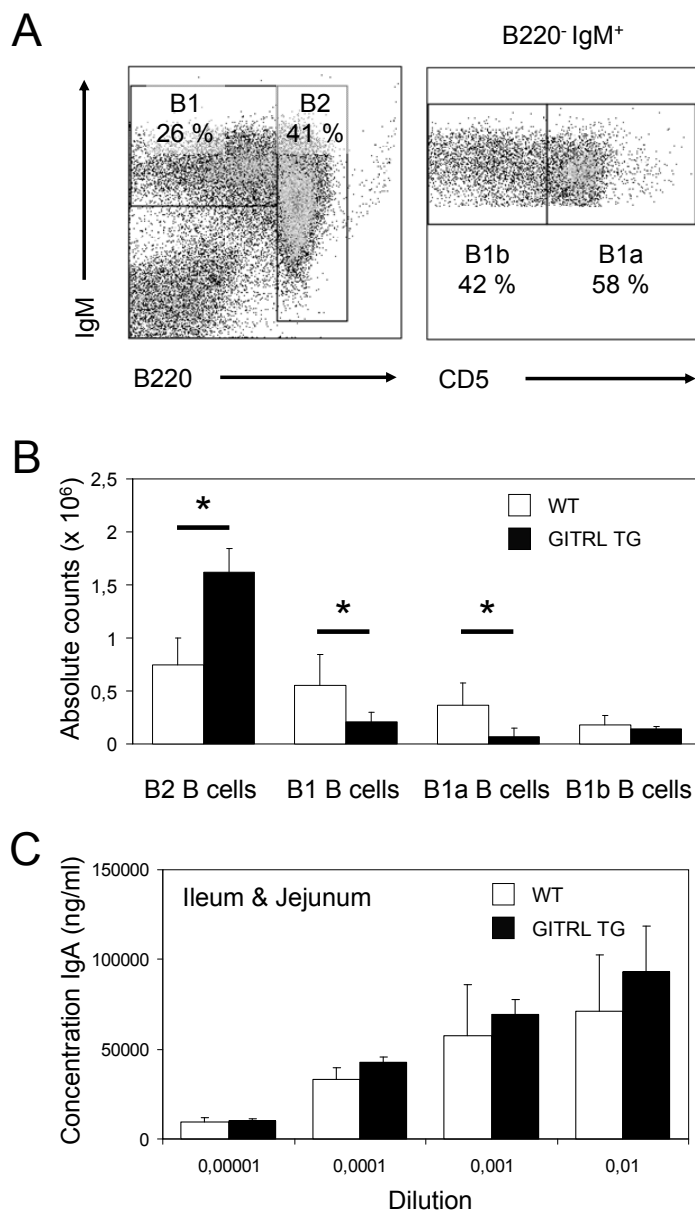 A
B220⁻ IgM⁺
B1
26 %
B2
41 %
B1b
42 %
B1a
58 %
IgM
B220
CD5
B
Absolute counts (x 10⁶)
2,5
2
1,5
1
0,5
0
*
*
*
WT
GITRL TG
B2 B cells
B1 B cells
B1a B cells
B1b B cells
C
Concentration IgA (ng/ml)
150000
100000
50000
0
Ileum & Jejunum
WT
GITRL TG
0,00001
0,0001
0,001
0,01
Dilution